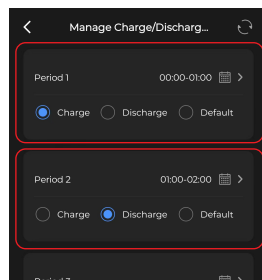 Manage Charge/Discharg...
Period 1 00:00-01:00
Charge Discharge Default
Period 2 01:00-02:00
Charge Discharge Default